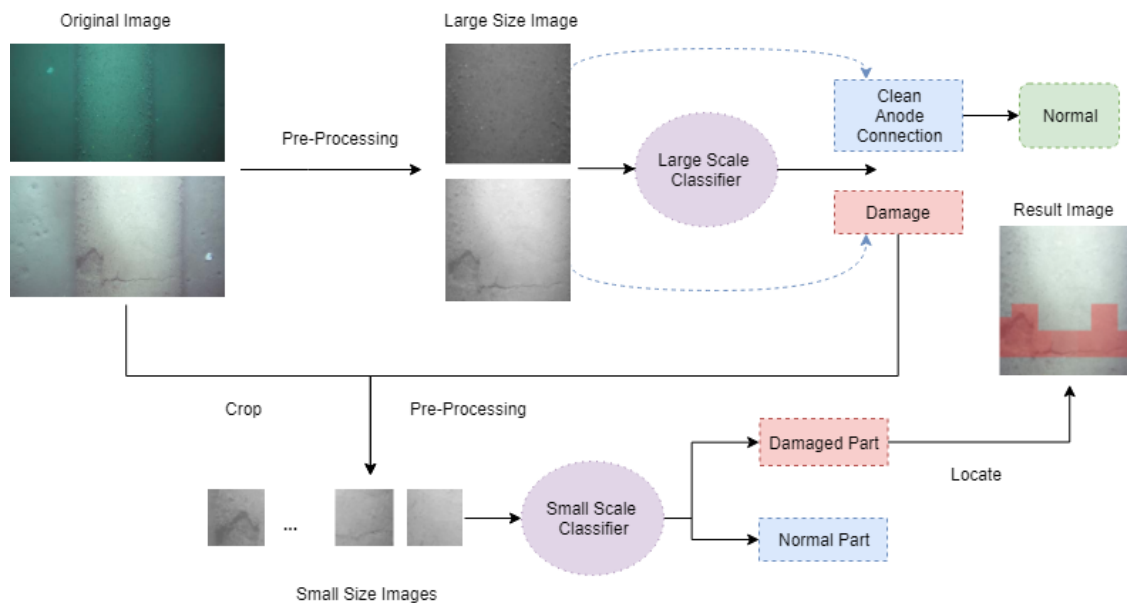 Original Image
Large Size Image
Pre-Processing
Large Scale
Classifier
Clean
Anode
Connection
Normal
Damage
Result Image
Crop
Pre-Processing
Damaged Part
Locate
...
Small Scale
Classifier
Normal Part
Small Size Images